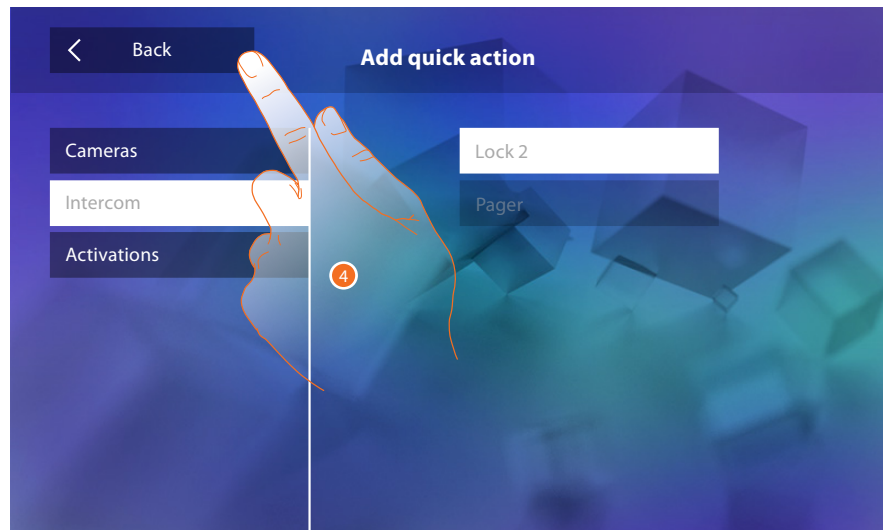 Back
Add quick action
Cameras
Lock 2
Intercom
Pager
Activations
4